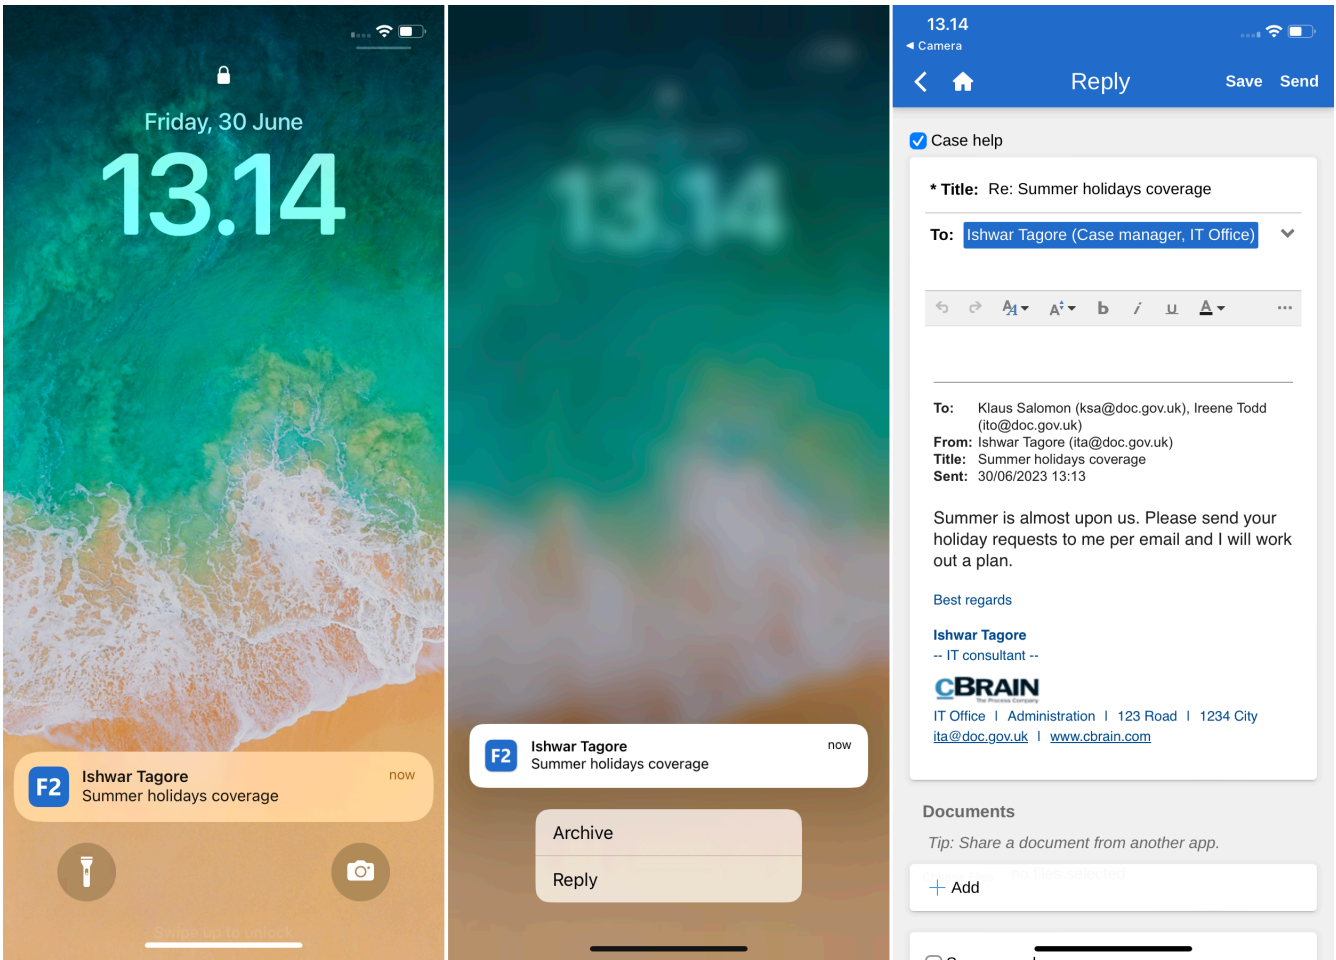 Friday, 30 June
13.14
F2
Ishwar Tagore
now
Summer holidays coverage
Swipe up to unlock
13.14
F2
Ishwar Tagore
now
Summer holidays coverage
Archive
Reply
13.14
Camera
Reply
Save
Send
Case help
* Title: Re: Summer holidays coverage
To: Ishwar Tagore (Case manager, IT Office)
b i u A
To: Klaus Salomon (ksa@doc.gov.uk), Ireene Todd
(ito@doc.gov.uk)
From: Ishwar Tagore (ita@doc.gov.uk)
Title: Summer holidays coverage
Sent: 30/06/2023 13:13
Summer is almost upon us. Please send your
holiday requests to me per email and I will work
out a plan.
Best regards
Ishwar Tagore
-- IT consultant --
CBRAIN
The Process Company
IT Office | Administration | 123 Road | 1234 City
ita@doc.gov.uk | www.cbrain.com
Documents
Tip: Share a document from another app.
no files selected
+ Add